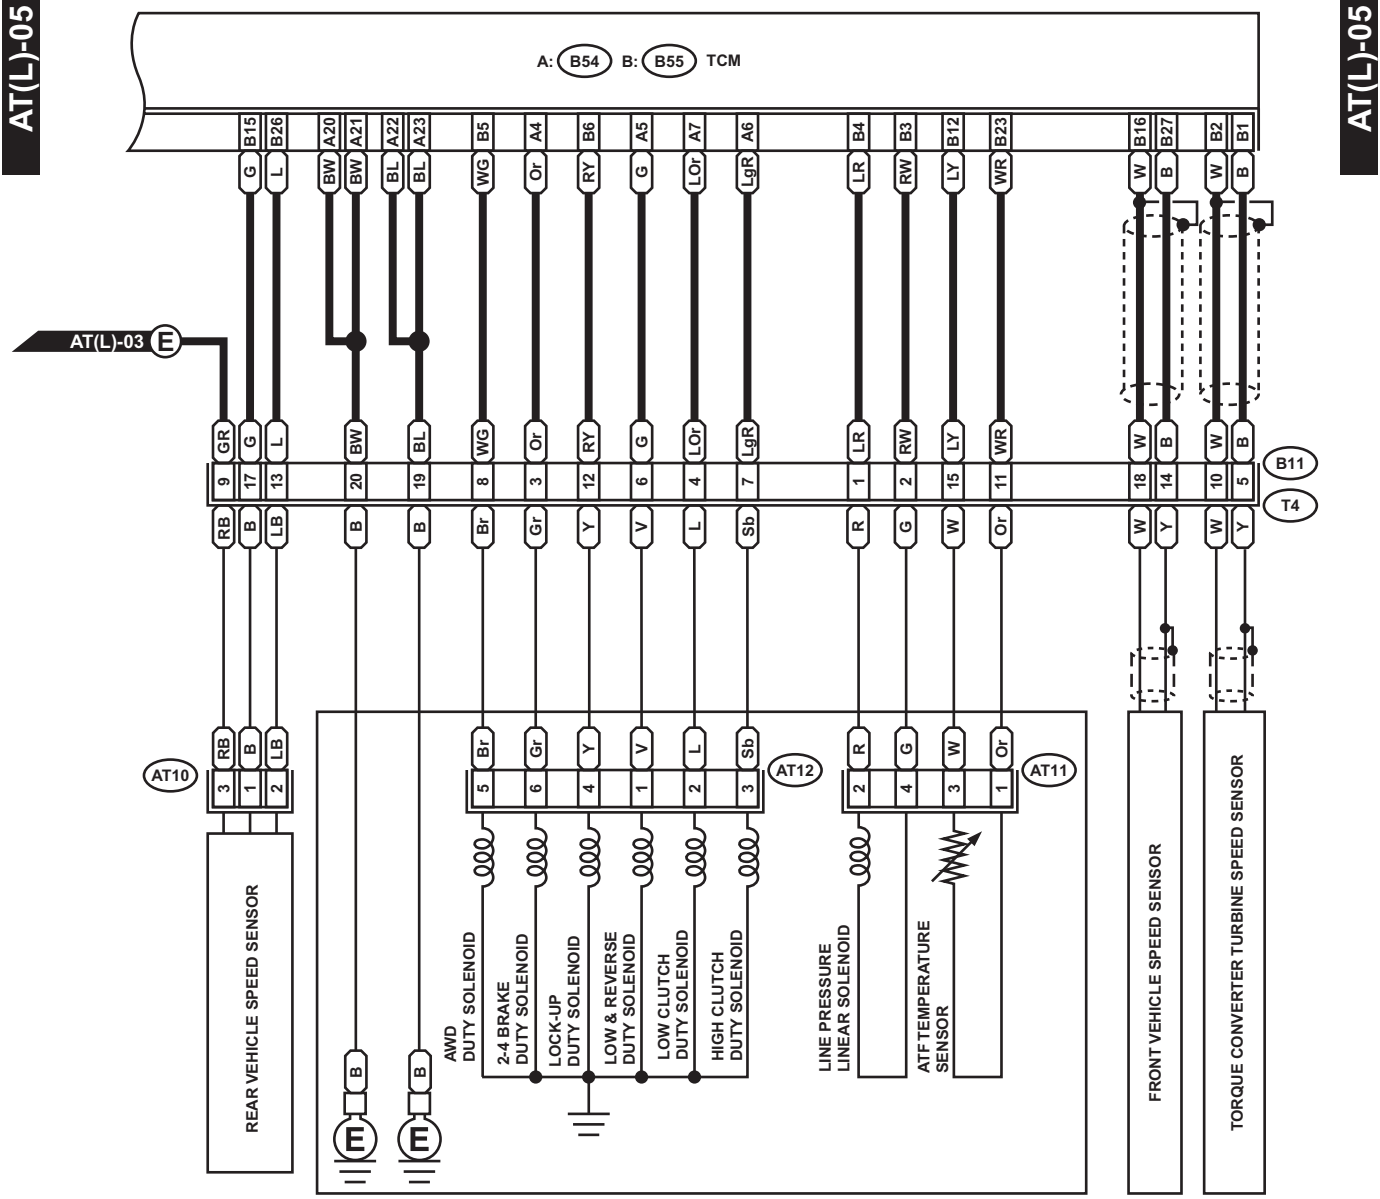 AT(L)-05
AT(L)-05
A: B54 B: B55 TCM
B15 B26 A20 A21 A22 A23 B5 A4 B6 A5 A7 A6 B4 B3 B12 B23 B16 B27 B2 B1
G L BW BW BL BL WG Or RY G LOr LgR LR RW LY WR W B W B
AT(L)-03 E
GR G L BW BL WG Or RY G LOr LgR LR RW LY WR W B W B
B11
9 17 13 20 19 8 3 12 6 4 7 1 2 15 11 18 14 10 5
T4
RB B LB B B Br Gr Y V L Sb R G W Or W Y W Y
RB B LB Br Gr Y V L Sb R G W Or
AT10 AT12 AT11
3 1 2 5 6 4 1 2 3 2 4 3 1
REAR VEHICLE SPEED SENSOR
AWD
DUTY SOLENOID
2-4 BRAKE
DUTY SOLENOID
LOCK-UP
DUTY SOLENOID
LOW & REVERSE
DUTY SOLENOID
LOW CLUTCH
DUTY SOLENOID
HIGH CLUTCH
DUTY SOLENOID
LINE PRESSURE
LINEAR SOLENOID
ATF TEMPERATURE
SENSOR
FRONT VEHICLE SPEED SENSOR
TORQUE CONVERTER TURBINE SPEED SENSOR
B B
E E